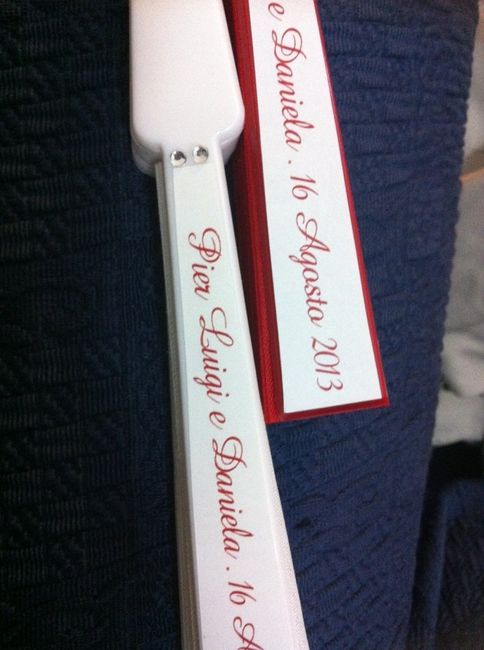 e Daniela . 16 Agosto 2013
Pier Luigi e Daniela . 16 A